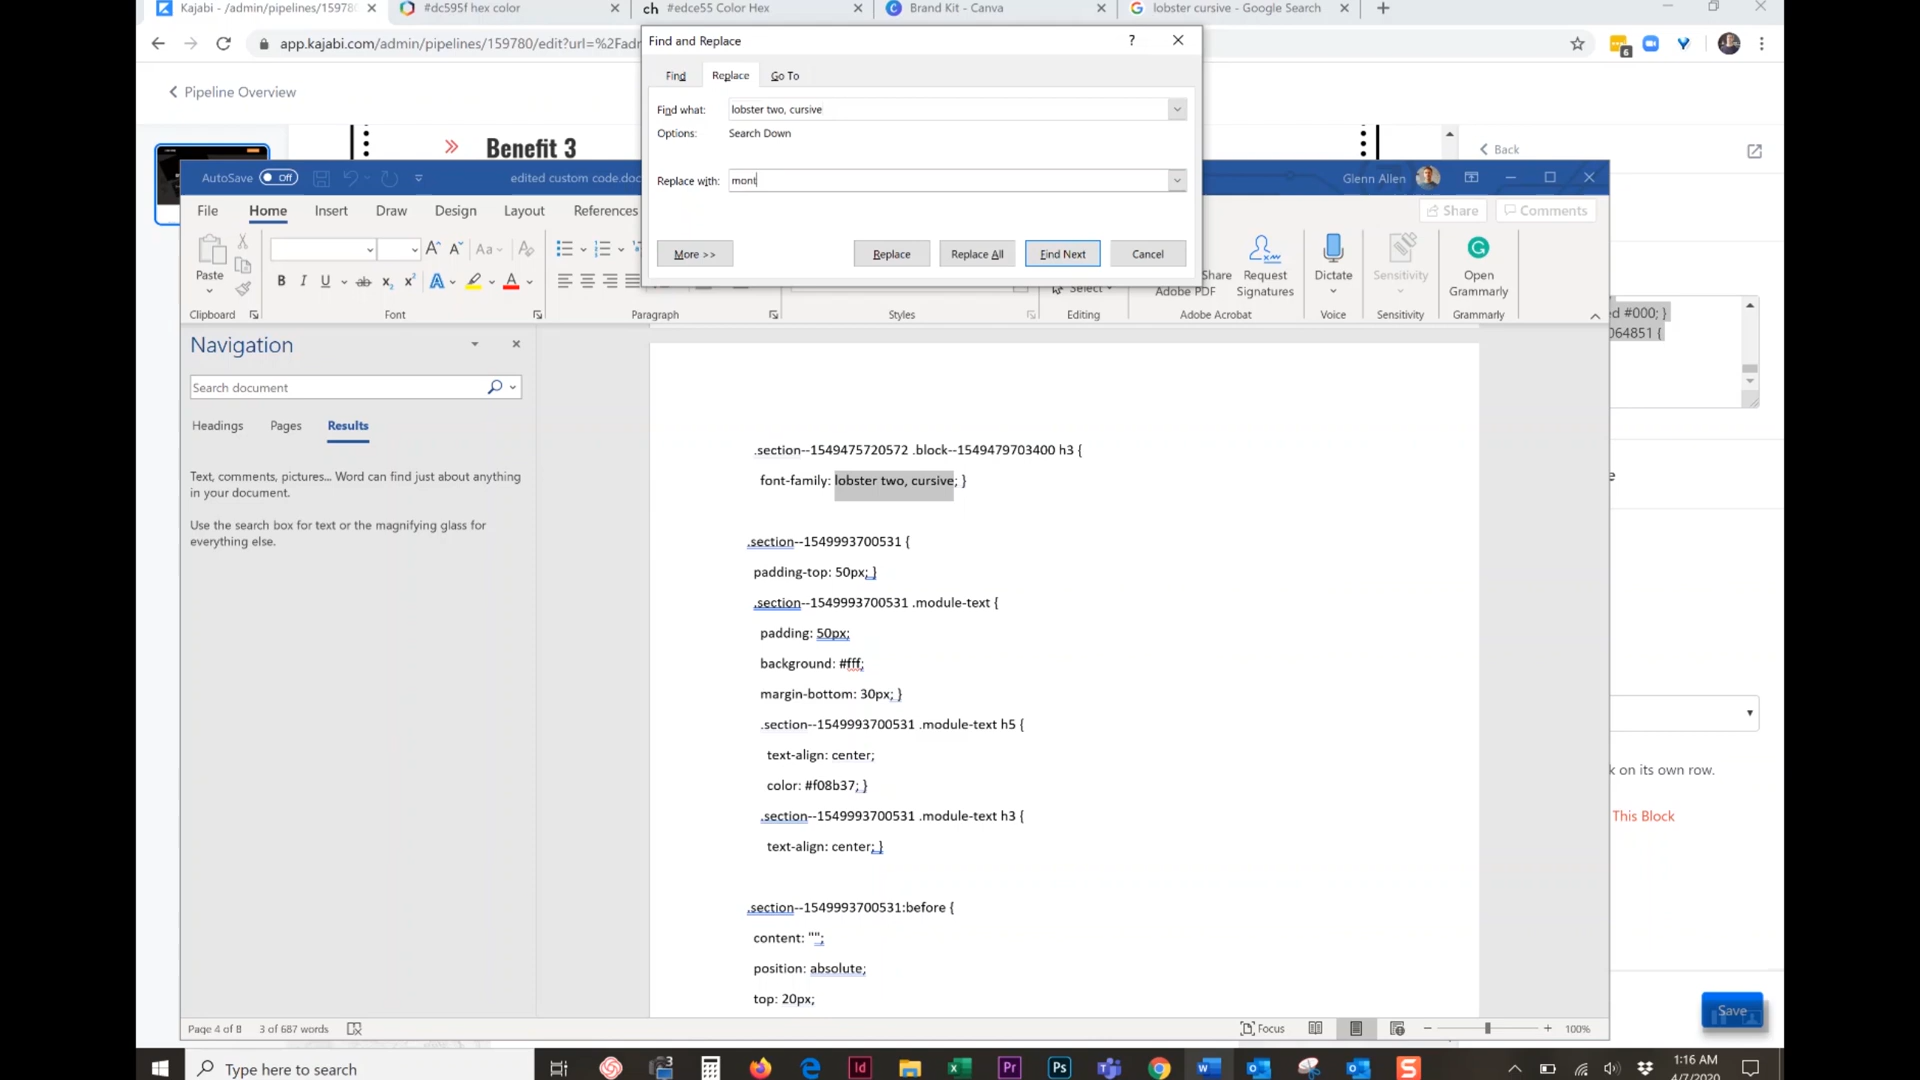 Kajabi - /admin/pipelines/15978
#dc595f hex color
ch
#edce55 Color Hex
Brand Kit - Canva
lobster cursive - Google Search
app.kajabi.com/admin/pipelines/159780/edit?url=%2Fadm
6
Pipeline Overview
Benefit 3
Back
Find and Replace
Find
Replace
Go To
Find what:
lobster two, cursive
Options:
Search Down
Replace with:
mont
More >>
Replace
Replace All
Find Next
Cancel
AutoSave
Off
edited custom code.doc
Glenn Allen
File
Home
Insert
Draw
Design
Layout
References
Share
Comments
Paste
Clipboard
Font
Paragraph
Styles
Select
Editing
Share
Adobe PDF
Request
Signatures
Adobe Acrobat
Dictate
Voice
Sensitivity
Sensitivity
Open
Grammarly
Grammarly
ed #000; }
064851 {
Navigation
Search document
Headings
Pages
Results
Text, comments, pictures... Word can find just about anything
in your document.
Use the search box for text or the magnifying glass for
everything else.
.section--1549475720572 .block--1549479703400 h3 {
font-family: lobster two, cursive; }
.section--1549993700531 {
padding-top: 50px; }
.section--1549993700531 .module-text {
padding: 50px;
background: #fff;
margin-bottom: 30px; }
.section--1549993700531 .module-text h5 {
text-align: center;
color: #f08b37; }
.section--1549993700531 .module-text h3 {
text-align: center; }
.section--1549993700531:before {
content: "";
position: absolute;
top: 20px;
k on its own row.
This Block
Save
Page 4 of 8
3 of 687 words
Focus
100%
Type here to search
1:16 AM
4/7/2020